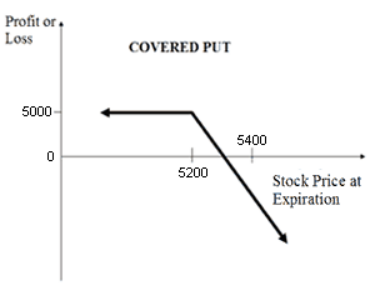 Profit or
Loss
COVERED PUT
5000
5400
0
5200
Stock Price at
Expiration